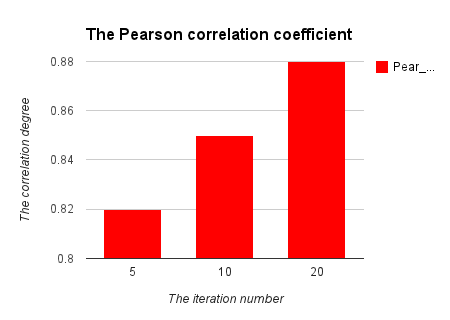 The Pearson correlation coefficient
0.88
Pear_...
0.86
0.84
0.82
0.8
The correlation degree
5 10 20
The iteration number